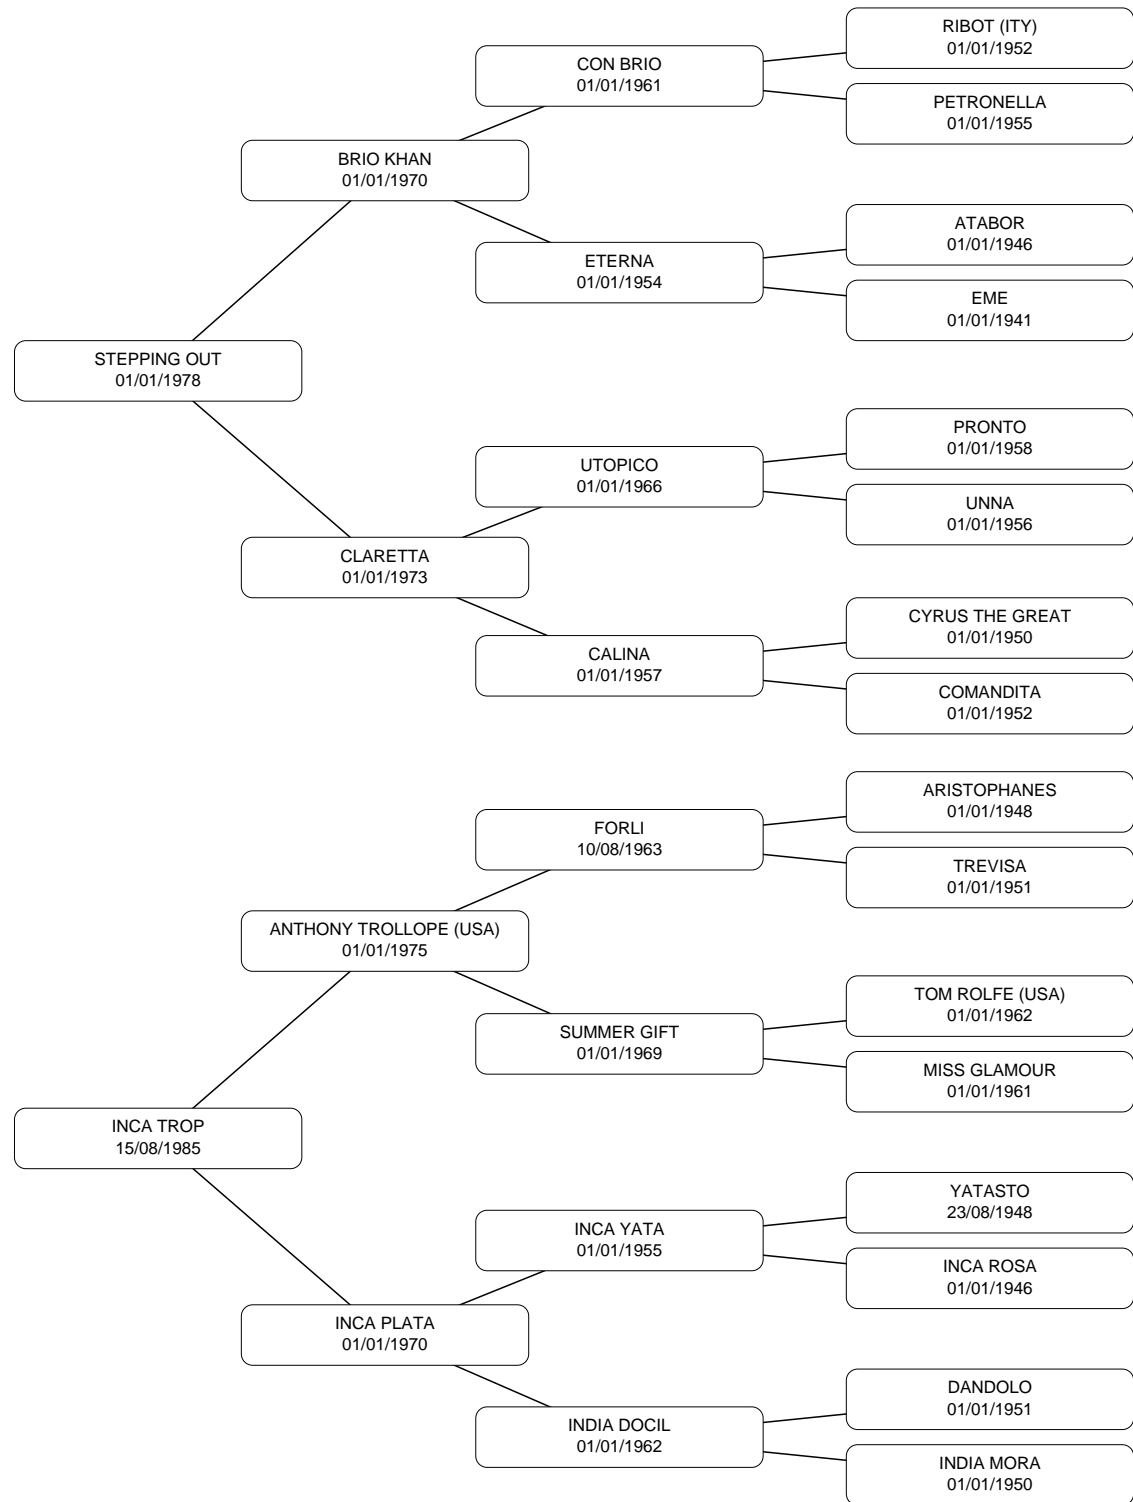 RIBOT (ITY)
01/01/1952
CON BRIO
01/01/1961
PETRONELLA
01/01/1955
BRIO KHAN
01/01/1970
ATABOR
01/01/1946
ETERNA
01/01/1954
EME
01/01/1941
STEPPING OUT
01/01/1978
PRONTO
01/01/1958
UTOPICO
01/01/1966
UNNA
01/01/1956
CLARETTA
01/01/1973
CYRUS THE GREAT
01/01/1950
CALINA
01/01/1957
COMANDITA
01/01/1952
ARISTOPHANES
01/01/1948
FORLI
10/08/1963
TREVISA
01/01/1951
ANTHONY TROLLOPE (USA)
01/01/1975
TOM ROLFE (USA)
01/01/1962
SUMMER GIFT
01/01/1969
MISS GLAMOUR
01/01/1961
INCA TROP
15/08/1985
YATASTO
23/08/1948
INCA YATA
01/01/1955
INCA ROSA
01/01/1946
INCA PLATA
01/01/1970
DANDOLO
01/01/1951
INDIA DOCIL
01/01/1962
INDIA MORA
01/01/1950